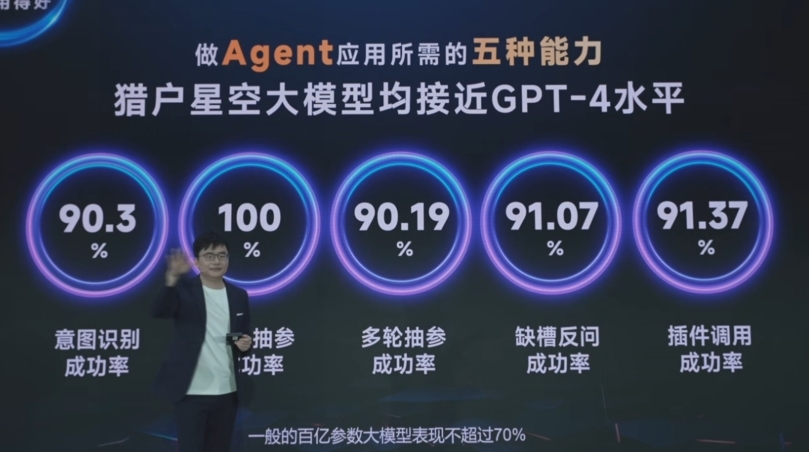 用得好
做Agent应用所需的五种能力
猎户星空大模型均接近GPT-4水平
90.3
%
100
%
90.19
%
91.07
%
91.37
%
意图识别
成功率
抽参
功率
多轮抽参
成功率
缺槽反问
成功率
插件调用
成功率
一般的百亿参数大模型表现不超过70%